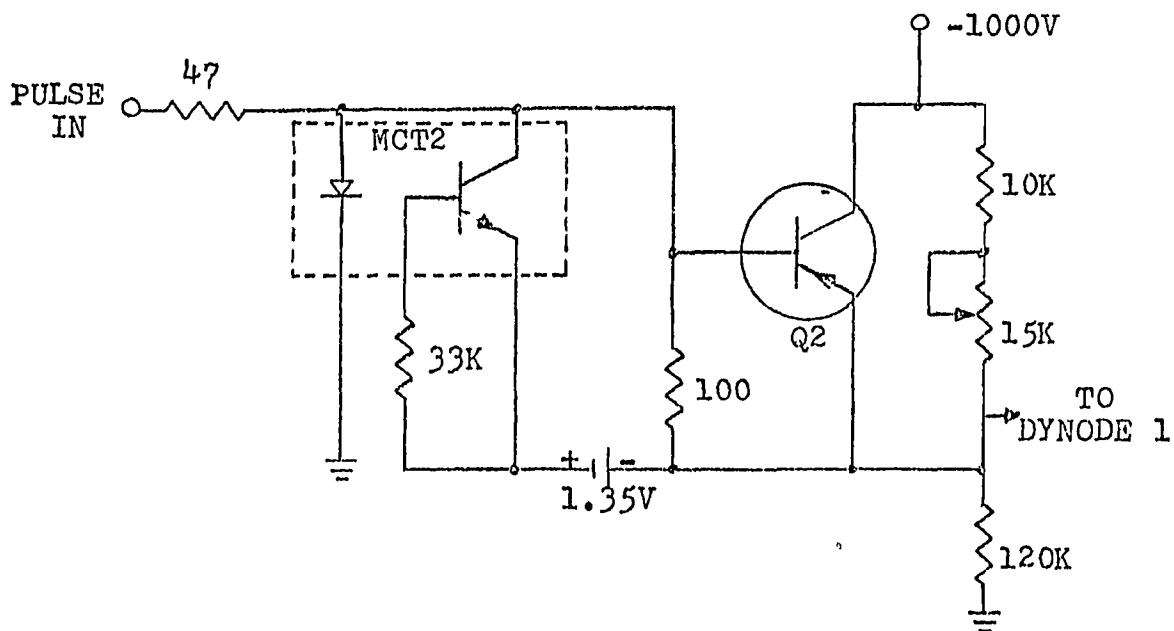 -1000V
47
PULSE
IN
MCT2
10K
Q2
15K
33K
100
TO
DYNODE 1
+ -
1.35V
120K